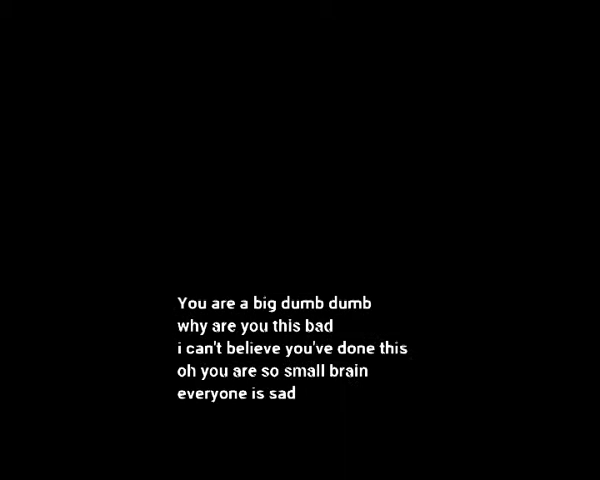 You are a big dumb dumb
why are you this bad
i can't believe you've done this
oh you are so small brain
everyone is sad